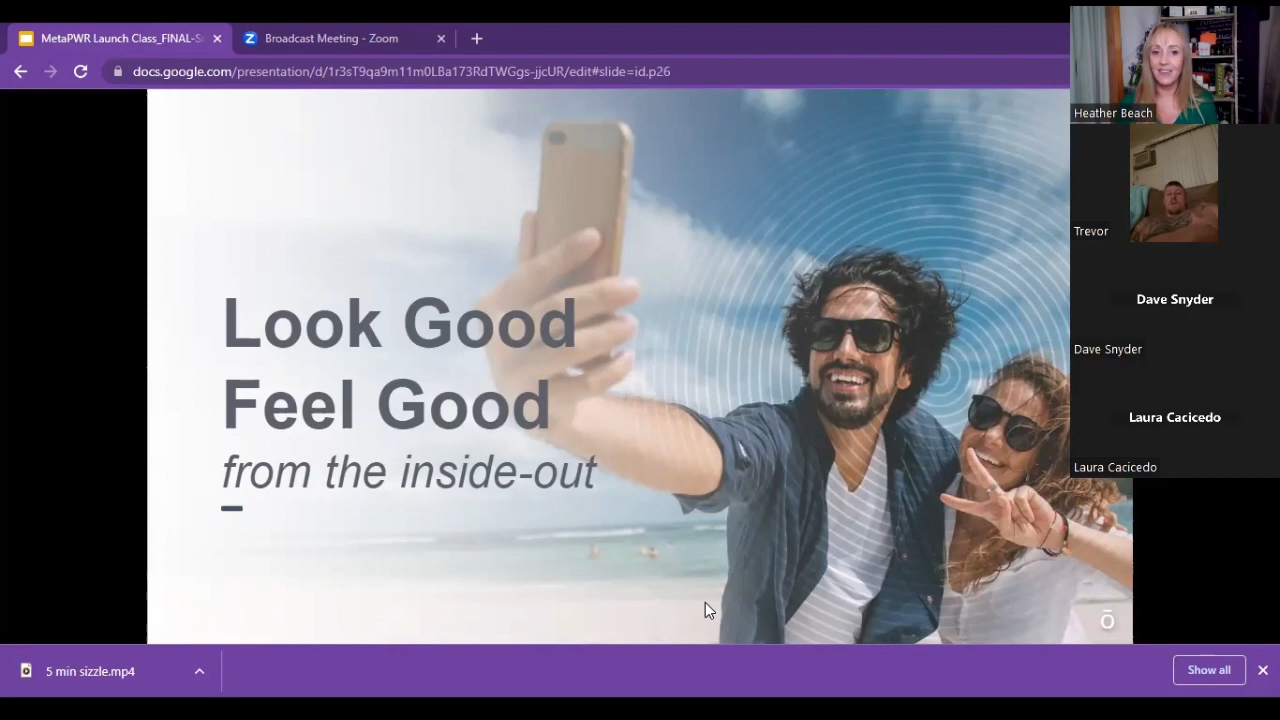 MetaPWR Launch Class_FINAL-S
Broadcast Meeting - Zoom
docs.google.com/presentation/d/1r3sT9qa9m11m0LBa173RdTWGgs-jjcUR/edit#slide=id.p26
Heather Beach
Trevor
Dave Snyder
Dave Snyder
Laura Cacicedo
Laura Cacicedo
Look Good
Feel Good
from the inside-out
ō
5 min sizzle.mp4
Show all